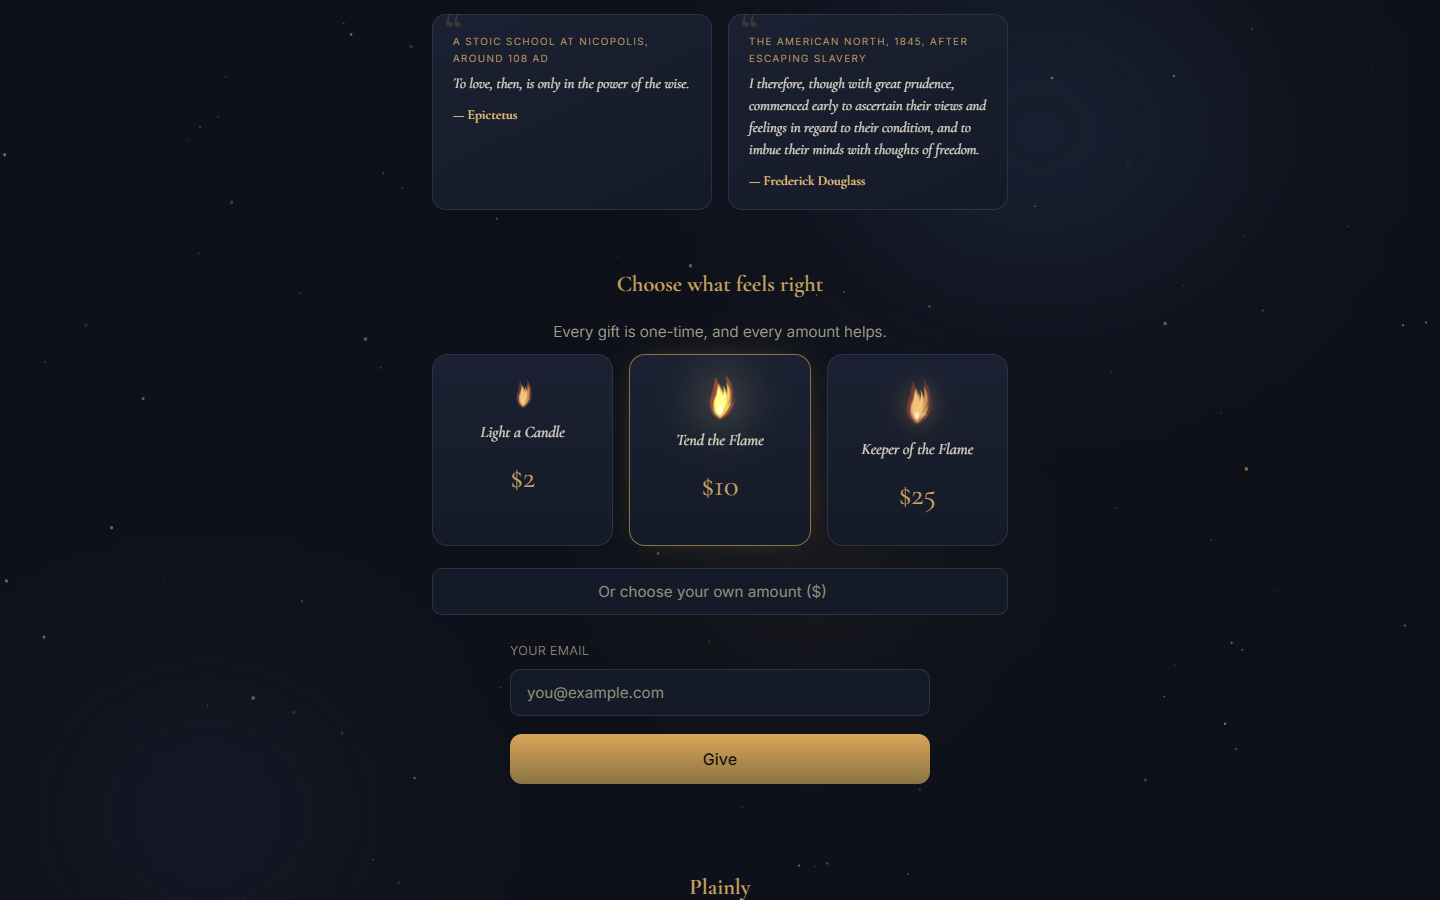 A STOIC SCHOOL AT NICOPOLIS,
AROUND 108 AD
To love, then, is only in the power of the wise.
— Epictetus
THE AMERICAN NORTH, 1845, AFTER
ESCAPING SLAVERY
I therefore, though with great prudence,
commenced early to ascertain their views and
feelings in regard to their condition, and to
imbue their minds with thoughts of freedom.
— Frederick Douglass
Choose what feels right
Every gift is one-time, and every amount helps.
Light a Candle
$2
Tend the Flame
$10
Keeper of the Flame
$25
Or choose your own amount ($)
YOUR EMAIL
you@example.com
Give
Plainly